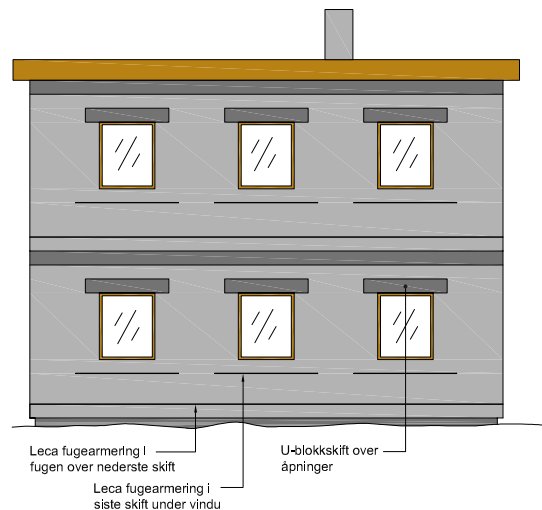 Leca fugearmering i
fugen over nederste skift
U-blokkskift over
åpninger
Leca fugearmering i
siste skift under vindu